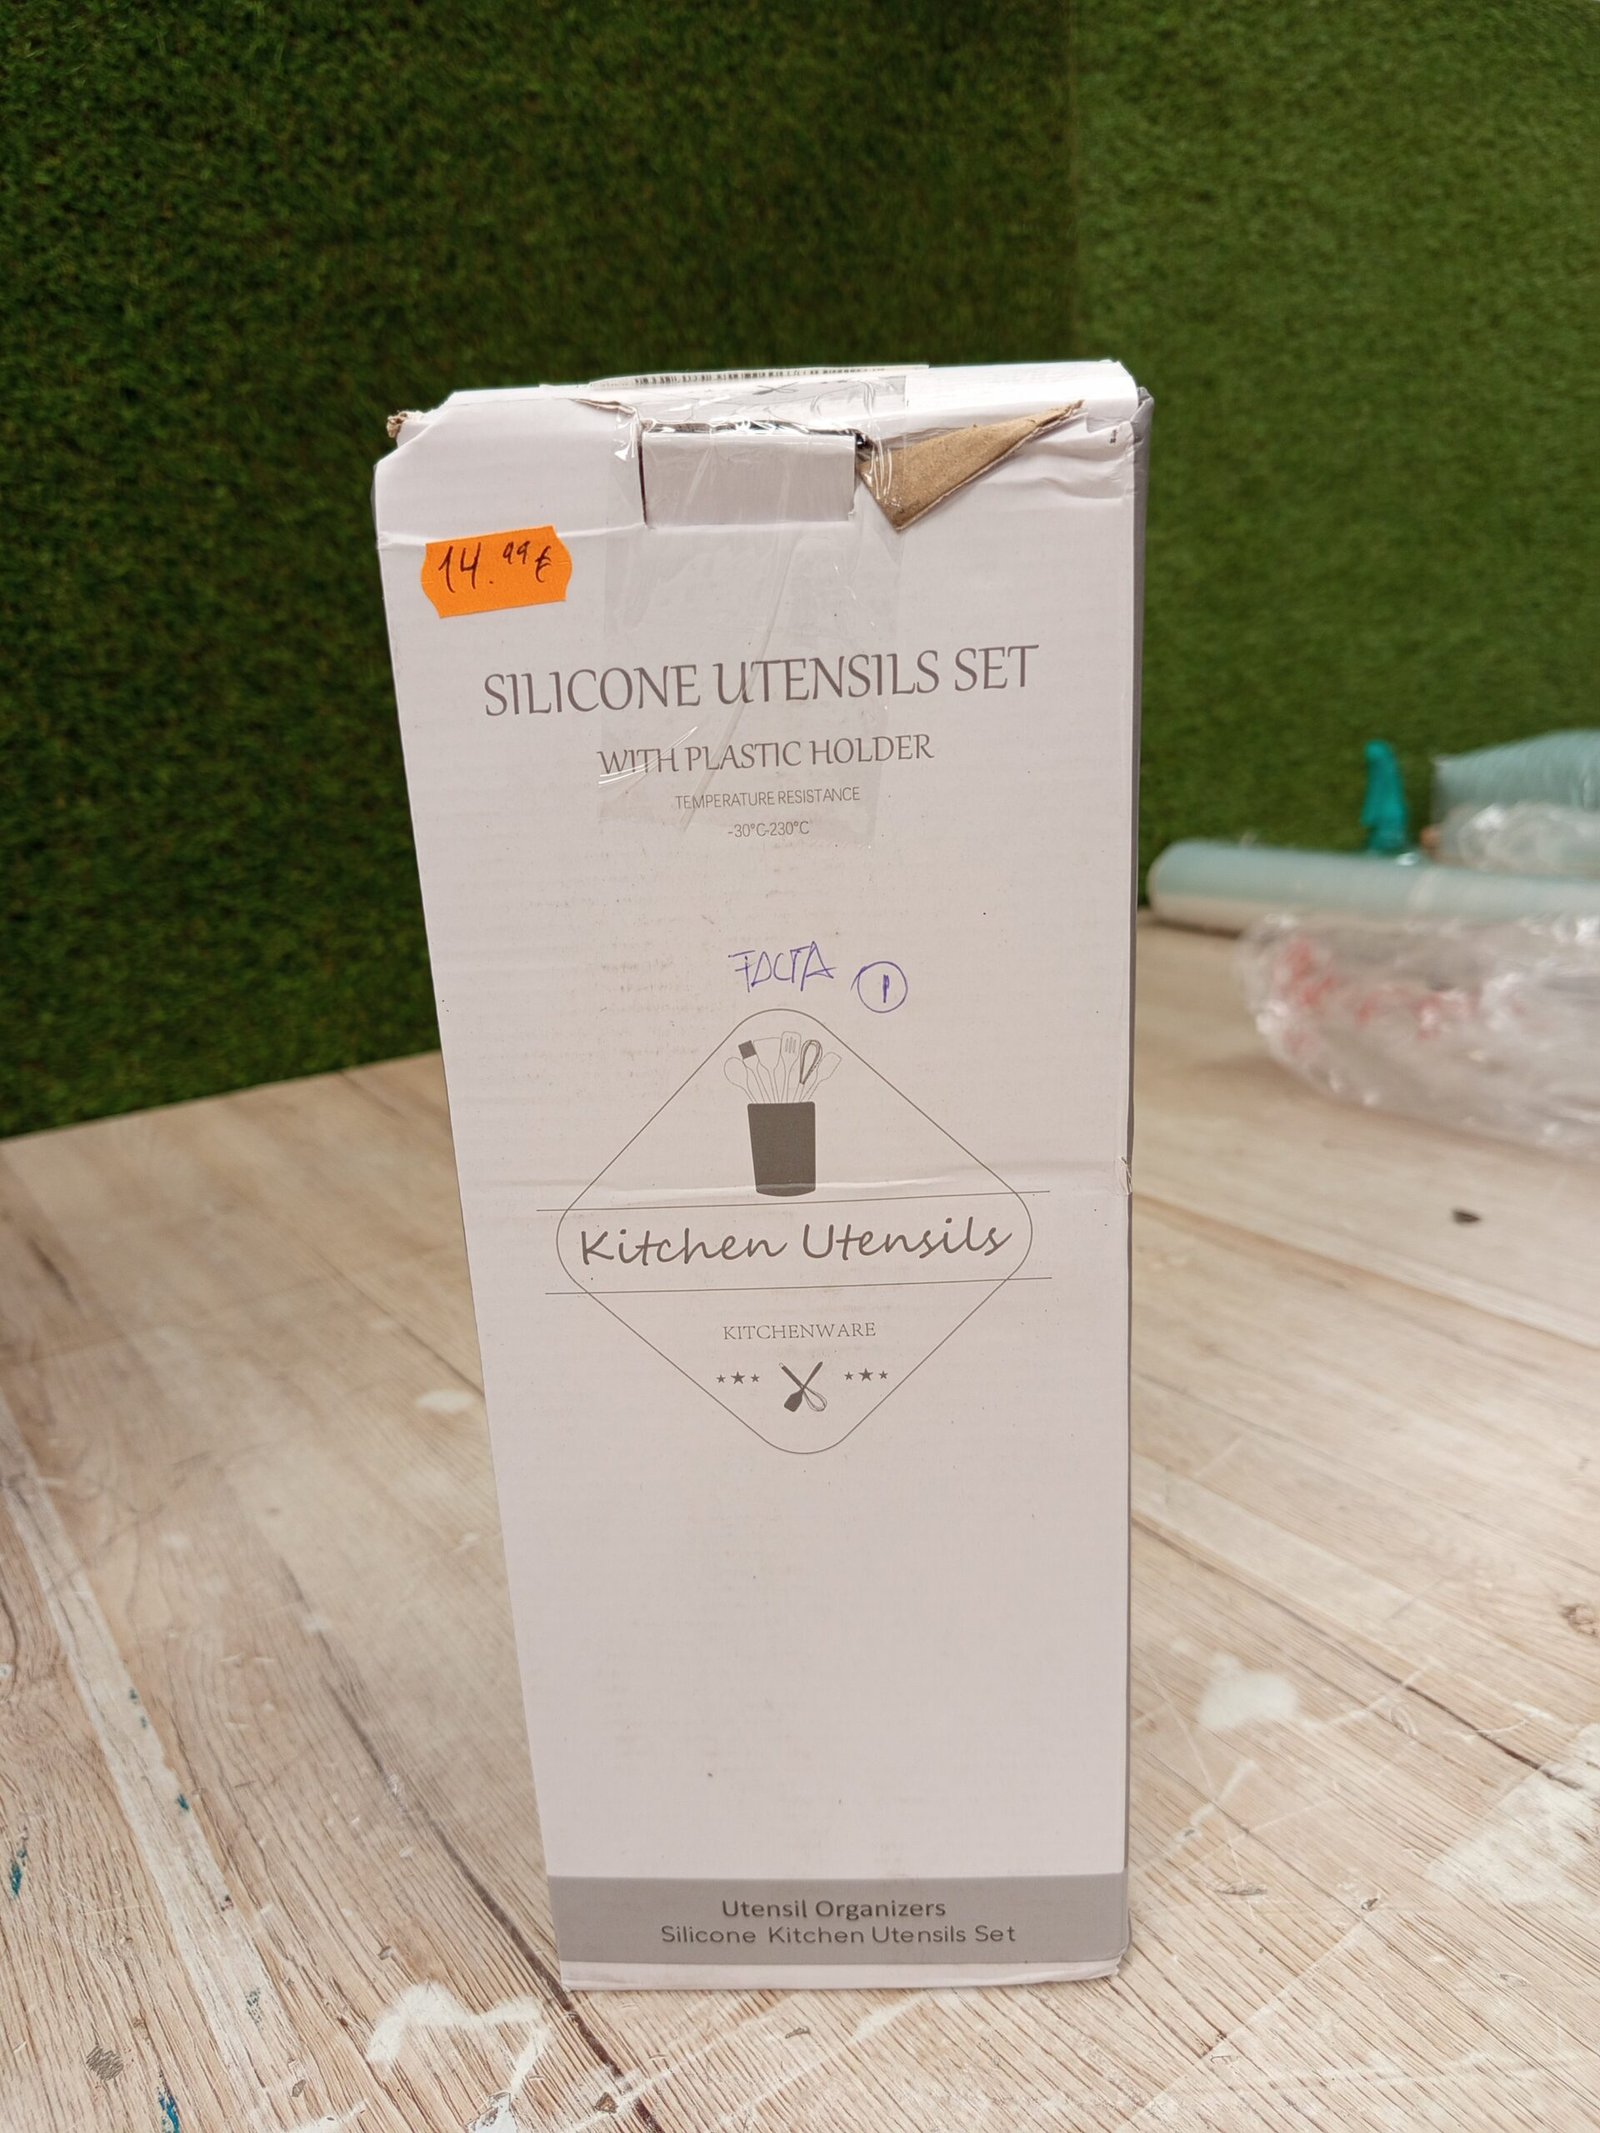 14.99€
SILICONE UTENSILS SET
WITH PLASTIC HOLDER
TEMPERATURE RESISTANCE
-30°C-230°C
FALTA 1
Kitchen Utensils
KITCHENWARE
Utensil Organizers
Silicone Kitchen Utensils Set